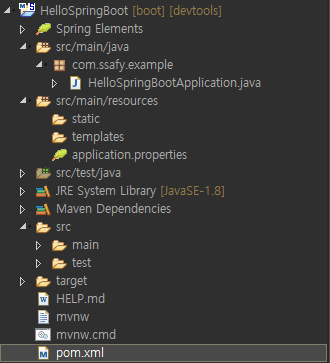 HelloSpringBoot [boot] [devtools]
Spring Elements
src/main/java
com.ssafy.example
HelloSpringBootApplication.java
src/main/resources
static
templates
application.properties
src/test/java
JRE System Library [JavaSE-1.8]
Maven Dependencies
src
main
test
target
HELP.md
mvnw
mvnw.cmd
pom.xml